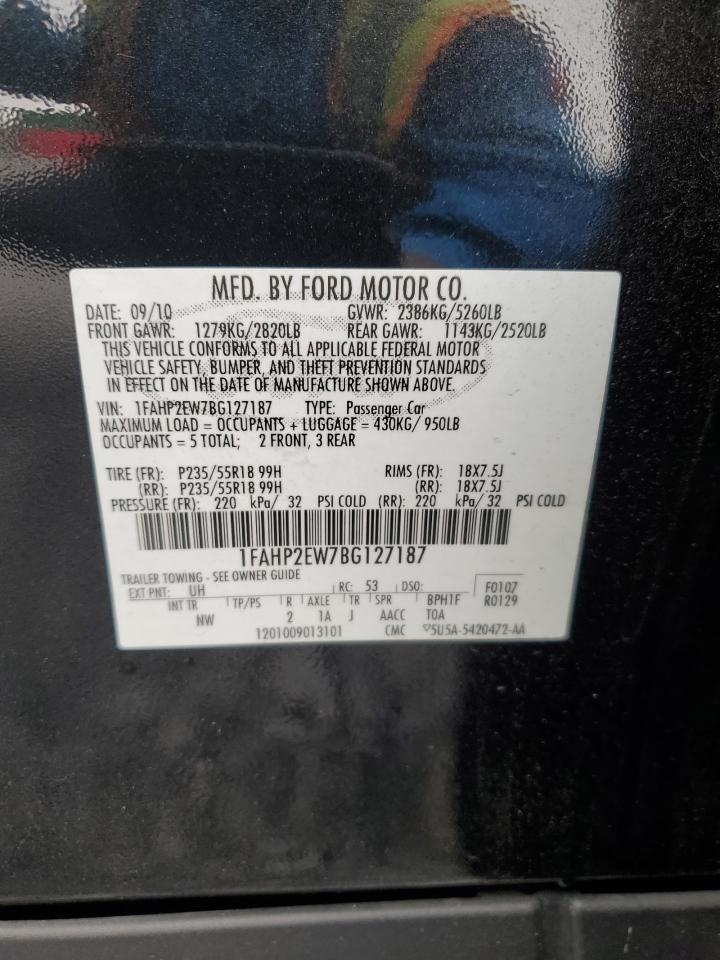 MFD. BY FORD MOTOR CO.
DATE: 09/10 GVWR: 2386KG/5260LB
FRONT GAWR: 1279KG/2820LB REAR GAWR: 1143KG/2520LB
THIS VEHICLE CONFORMS TO ALL APPLICABLE FEDERAL MOTOR
VEHICLE SAFETY, BUMPER, AND THEFT PREVENTION STANDARDS
IN EFFECT ON THE DATE OF MANUFACTURE SHOWN ABOVE.
VIN: 1FAHP2EW7BG127187 TYPE: Passenger Car
MAXIMUM LOAD = OCCUPANTS + LUGGAGE = 430KG/ 950LB
OCCUPANTS = 5 TOTAL; 2 FRONT, 3 REAR
TIRE (FR): P235/55R18 99H RIMS (FR): 18X7.5J
(RR): P235/55R18 99H (RR): 18X7.5J
PRESSURE (FR): 220 kPa/ 32 PSI COLD (RR): 220 kPa/32 PSI COLD
1FAHP2EW7BG127187
TRAILER TOWING - SEE OWNER GUIDE
EXT PNT: UH RC: 53 DSO: F0107
INT TR TP/PS R AXLE TR SPR BPH1F R0129
NW 2 1A J AACC TOA
1201009013101 CMC 5U5A-5420472-AA